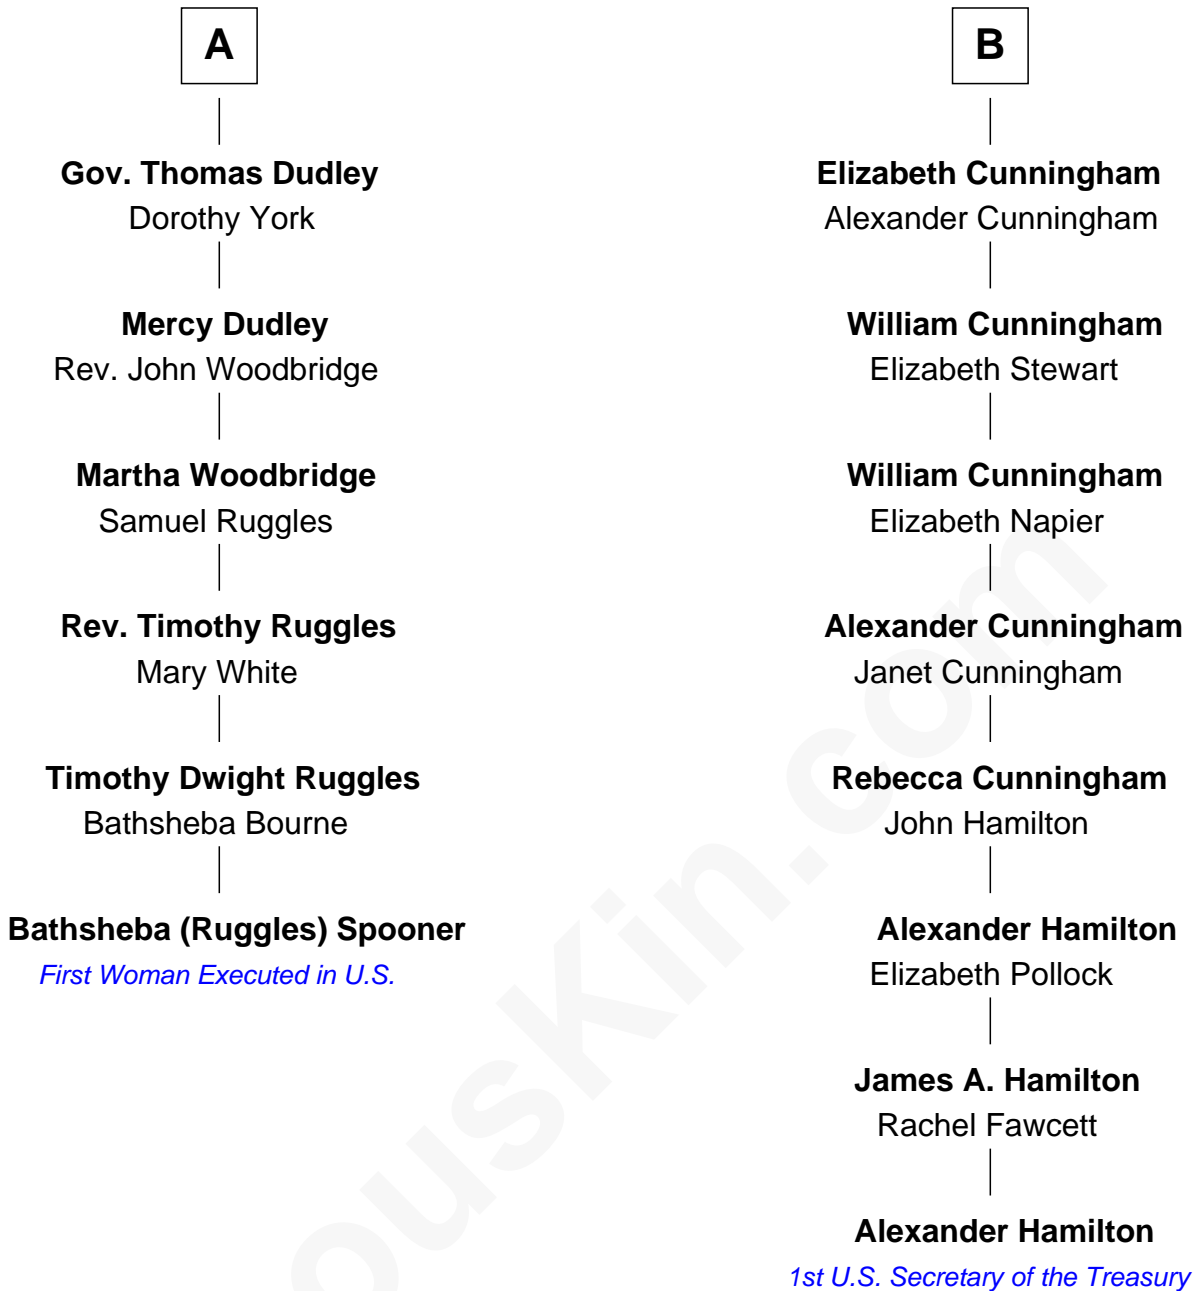 A
Gov. Thomas Dudley
Dorothy York
Mercy Dudley
Rev. John Woodbridge
Martha Woodbridge
Samuel Ruggles
Rev. Timothy Ruggles
Mary White
Timothy Dwight Ruggles
Bathsheba Bourne
Bathsheba (Ruggles) Spooner
First Woman Executed in U.S.
B
Elizabeth Cunningham
Alexander Cunningham
William Cunningham
Elizabeth Stewart
William Cunningham
Elizabeth Napier
Alexander Cunningham
Janet Cunningham
Rebecca Cunningham
John Hamilton
Alexander Hamilton
Elizabeth Pollock
James A. Hamilton
Rachel Fawcett
Alexander Hamilton
1st U.S. Secretary of the Treasury
ousKin.com